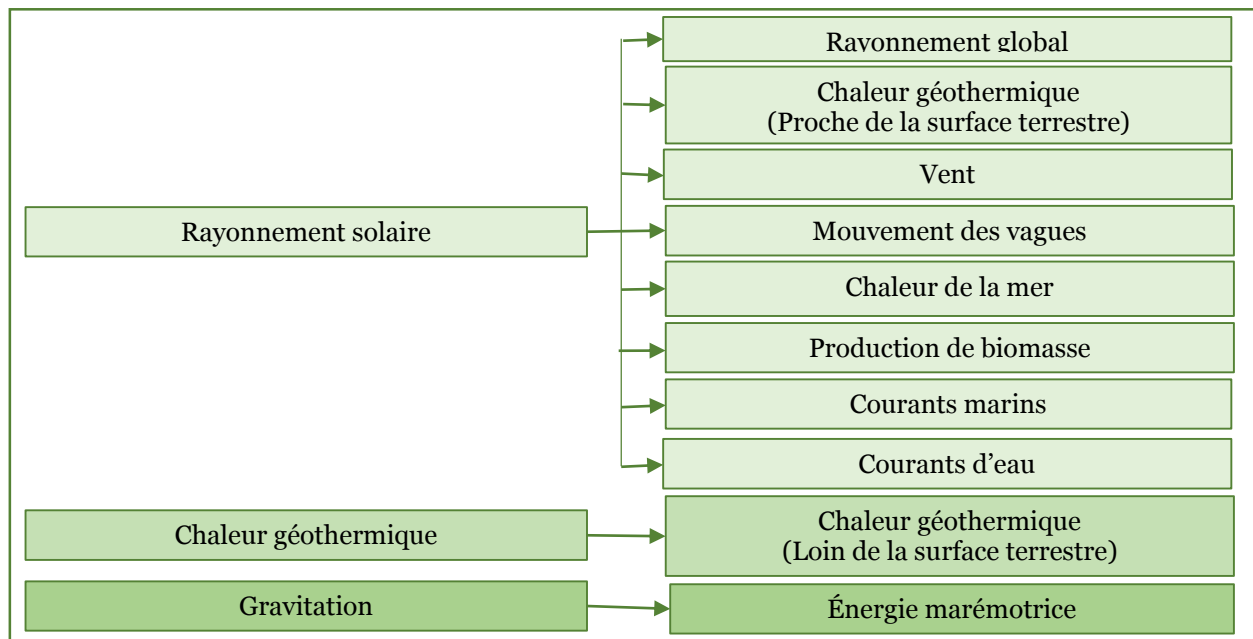 Rayonnement solaire
Rayonnement global
Chaleur géothermique
(Proche de la surface terrestre)
Vent
Mouvement des vagues
Chaleur de la mer
Production de biomasse
Courants marins
Courants d’eau
Chaleur géothermique
Chaleur géothermique
(Loin de la surface terrestre)
Gravitation
Énergie marémotrice